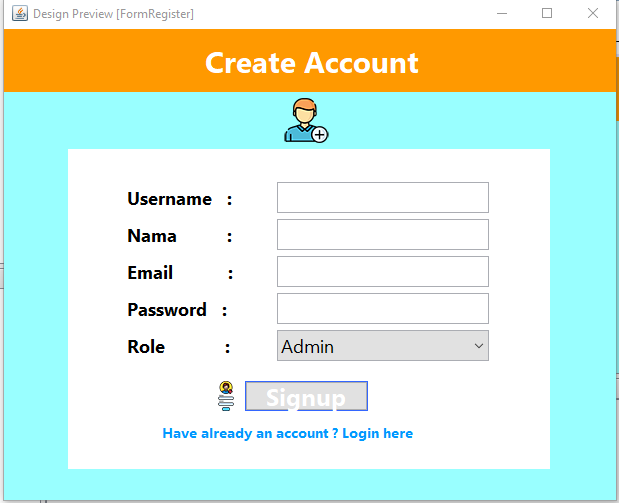 Design Preview [FormRegister]
Create Account
Username :
Nama :
Email :
Password :
Role : Admin
Signup
Have already an account ? Login here